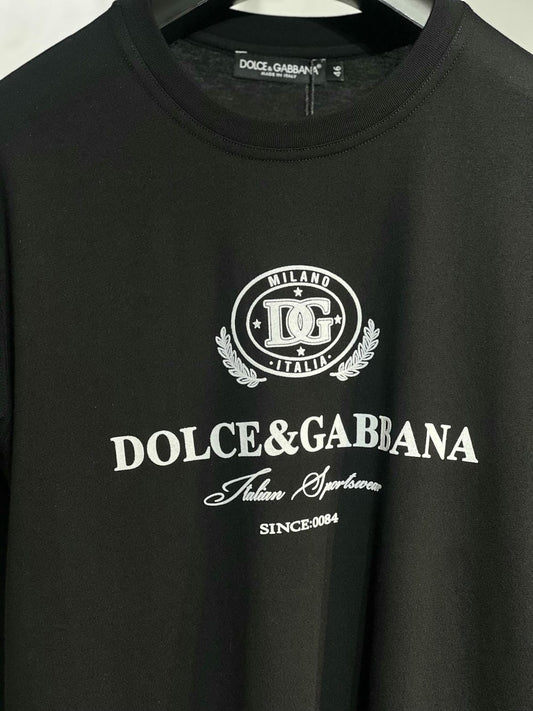 DOLCE & GABBANA®
MADE IN ITALY
46
MILANO
DG
·ITALIA·
DOLCE&GABBANA
Italian Sportswear
SINCE:0084